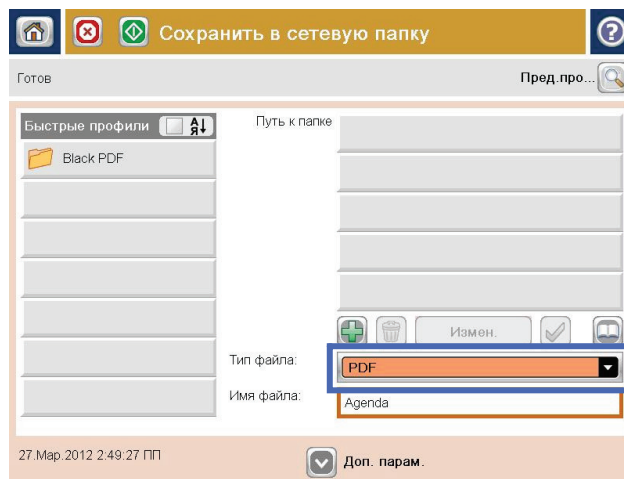 Сохранить в сетевую папку
?
Готов
Пред.про...
Быстрые профили
А Я
Путь к папке
Black PDF
Измен.
Тип файла:
PDF
Имя файла:
Agenda
27.Мар.2012 2:49:27 ПП
Доп. парам.